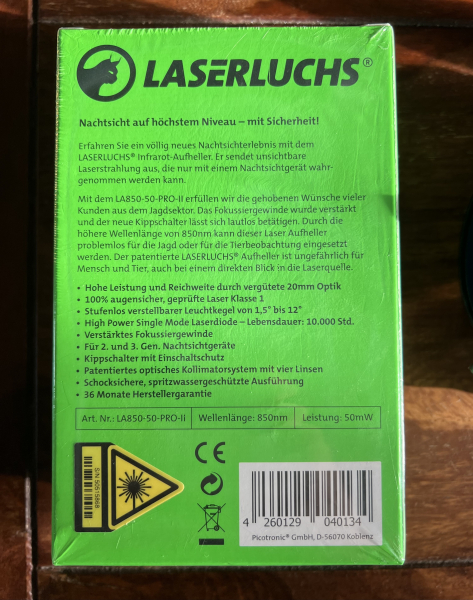 LASERLUCHS®
Nachtsicht auf höchstem Niveau – mit Sicherheit!
Erfahren Sie ein völlig neues Nachtsichterlebnis mit dem
LASERLUCHS® Infrarot-Aufheller. Er sendet unsichtbare
Laserstrahlung aus, die nur mit einem Nachtsichtgerät wahr-
genommen werden kann.
Mit dem LA850-50-PRO-II erfüllen wir die gehobenen Wünsche vieler
Kunden aus dem Jagdsektor. Das Fokussiergewinde wurde verstärkt
und der neue Kippschalter lässt sich lautlos betätigen. Durch die
höhere Wellenlänge von 850nm kann dieser Laser Aufheller
problemlos für die Jagd oder für die Tierbeobachtung eingesetzt
werden. Der patentierte LASERLUCHS® Aufheller ist ungefährlich für
Mensch und Tier, auch bei einem direkten Blick in die Laserquelle.
• Hohe Leistung und Reichweite durch vergütete 20mm Optik
• 100% augensicher, geprüfte Laser Klasse 1
• Stufenlos verstellbarer Leuchtkegel von 1,5° bis 12°
• High Power Single Mode Laserdiode – Lebensdauer: 10.000 Std.
• Verstärktes Fokussiergewinde
• Für 2. und 3. Gen. Nachtsichtgeräte
• Kippschalter mit Einschaltschutz
• Patentiertes optisches Kollimatorsystem mit vier Linsen
• Schocksichere, spritzwassergeschützte Ausführung
• 36 Monate Herstellergarantie
Art. Nr.: LA850-50-PRO-II Wellenlänge: 850nm Leistung: 50mW
CE
4 260129 040134
Picotronic® GmbH, D-56070 Koblenz